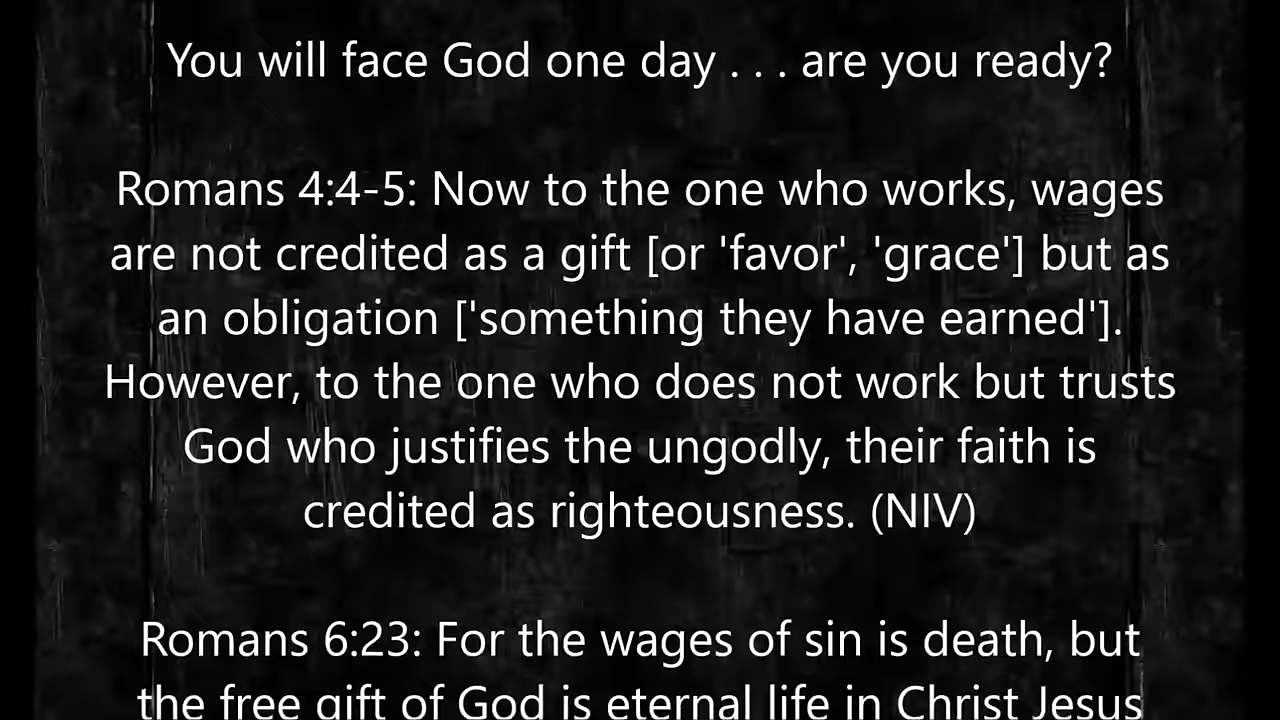 You will face God one day . . . are you ready?
Romans 4:4-5: Now to the one who works, wages
are not credited as a gift [or 'favor', 'grace'] but as
an obligation ['something they have earned'].
However, to the one who does not work but trusts
God who justifies the ungodly, their faith is
credited as righteousness. (NIV)
Romans 6:23: For the wages of sin is death, but
the free gift of God is eternal life in Christ Jesus